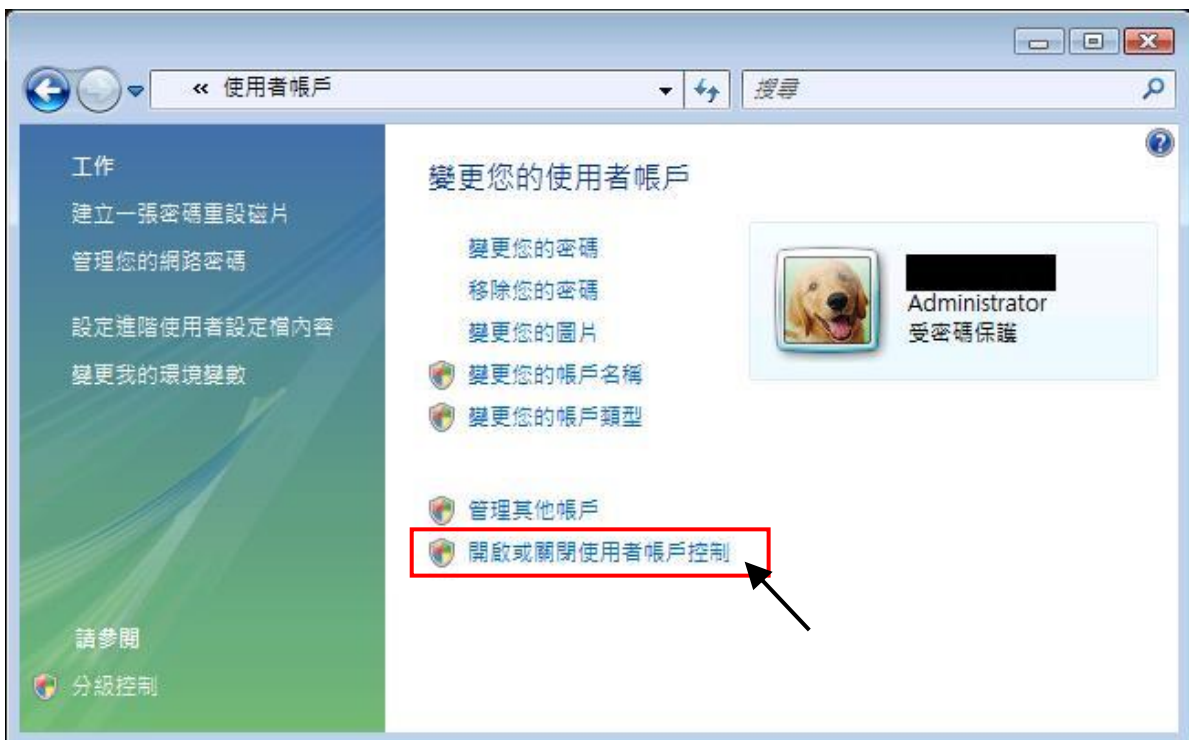 « 使用者帳戶
搜尋
工作
建立一張密碼重設磁片
管理您的網路密碼
設定進階使用者設定檔內容
變更我的環境變數
請參閱
分級控制
變更您的使用者帳戶
變更您的密碼
移除您的密碼
變更您的圖片
變更您的帳戶名稱
變更您的帳戶類型
管理其他帳戶
開啟或關閉使用者帳戶控制
Administrator
受密碼保護